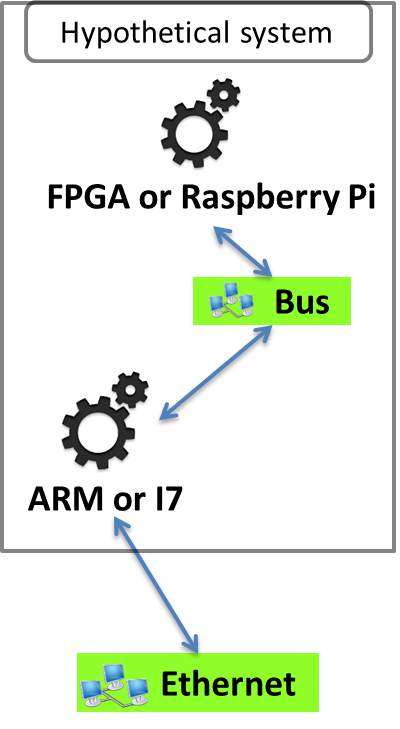 Hypothetical system
FPGA or Raspberry Pi
Bus
ARM or I7
Ethernet